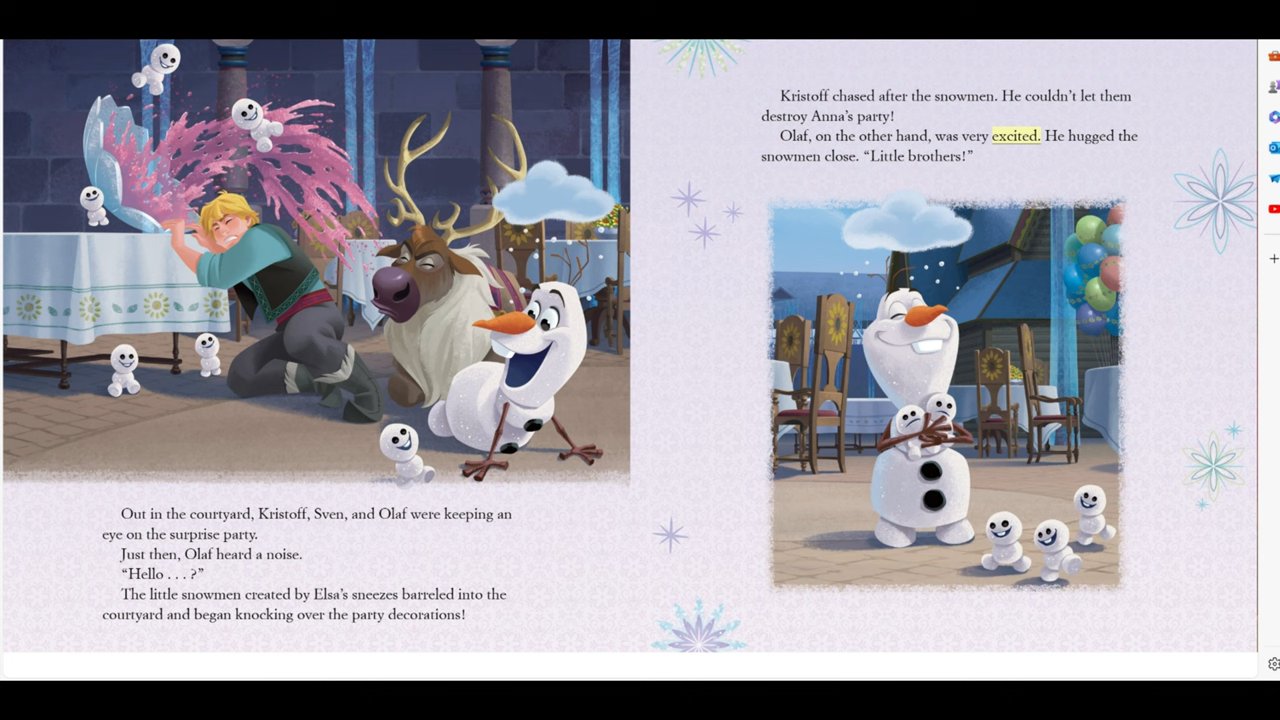 Out in the courtyard, Kristoff, Sven, and Olaf were keeping an
eye on the surprise party.
Just then, Olaf heard a noise.
“Hello . . . ?”
The little snowmen created by Elsa’s sneezes barreled into the
courtyard and began knocking over the party decorations!
Kristoff chased after the snowmen. He couldn’t let them
destroy Anna’s party!
Olaf, on the other hand, was very excited. He hugged the
snowmen close. “Little brothers!”